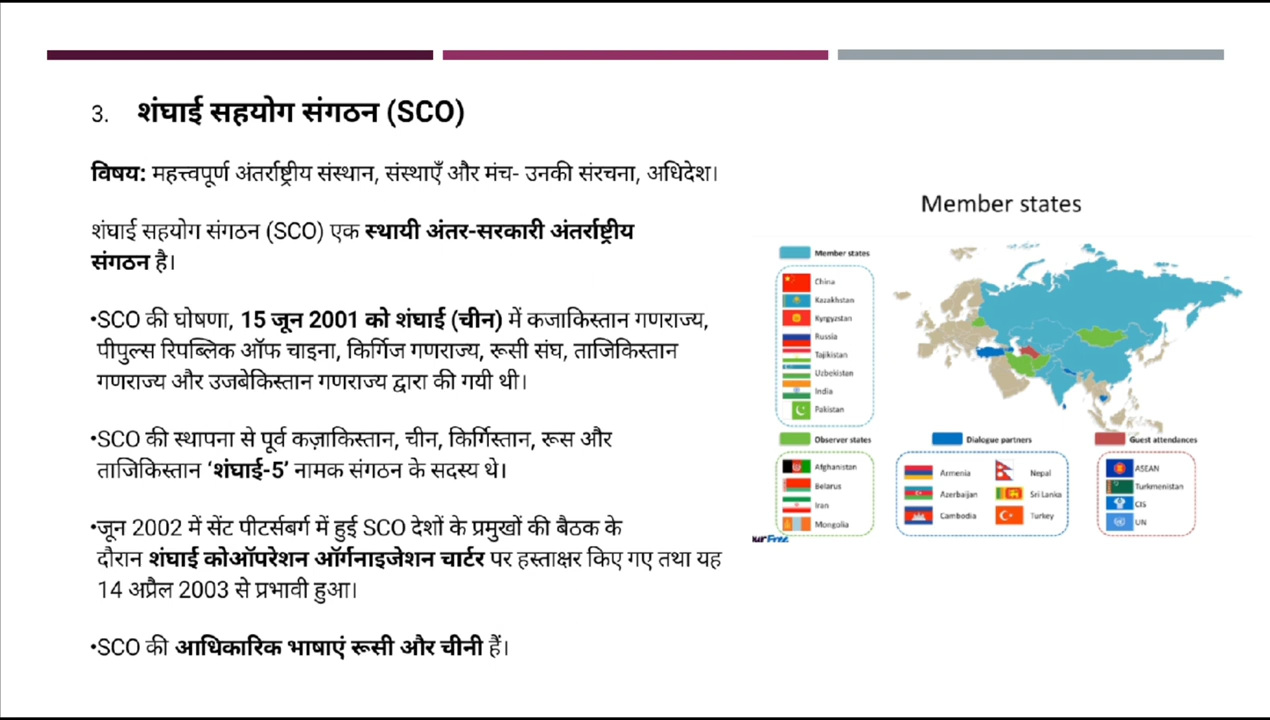 3. शंघाई सहयोग संगठन (SCO)
विषय: महत्त्वपूर्ण अंतर्राष्ट्रीय संस्थान, संस्थाएँ और मंच- उनकी संरचना, अधिदेश।
शंघाई सहयोग संगठन (SCO) एक स्थायी अंतर-सरकारी अंतर्राष्ट्रीय
संगठन है।
•SCO की घोषणा, 15 जून 2001 को शंघाई (चीन) में कजाकिस्तान गणराज्य,
पीपुल्स रिपब्लिक ऑफ चाइना, किर्गिज गणराज्य, रूसी संघ, ताजिकिस्तान
गणराज्य और उजबेकिस्तान गणराज्य द्वारा की गयी थी।
•SCO की स्थापना से पूर्व कज़ाकिस्तान, चीन, किर्गिस्तान, रूस और
ताजिकिस्तान ‘शंघाई-5’ नामक संगठन के सदस्य थे।
•जून 2002 में सेंट पीटर्सबर्ग में हुई SCO देशों के प्रमुखों की बैठक के
दौरान शंघाई कोऑपरेशन ऑर्गनाइजेशन चार्टर पर हस्ताक्षर किए गए तथा यह
14 अप्रैल 2003 से प्रभावी हुआ।
•SCO की आधिकारिक भाषाएं रूसी और चीनी हैं।
Member states
Member states
China
Kazakhstan
Kyrgyzstan
Russia
Tajikistan
Uzbekistan
India
Pakistan
Observer states
Afghanistan
Belarus
Iran
Mongolia
Dialogue partners
Armenia
Nepal
Azerbaijan
Sri Lanka
Cambodia
Turkey
Guest attendances
ASEAN
Turkmenistan
CIS
UN